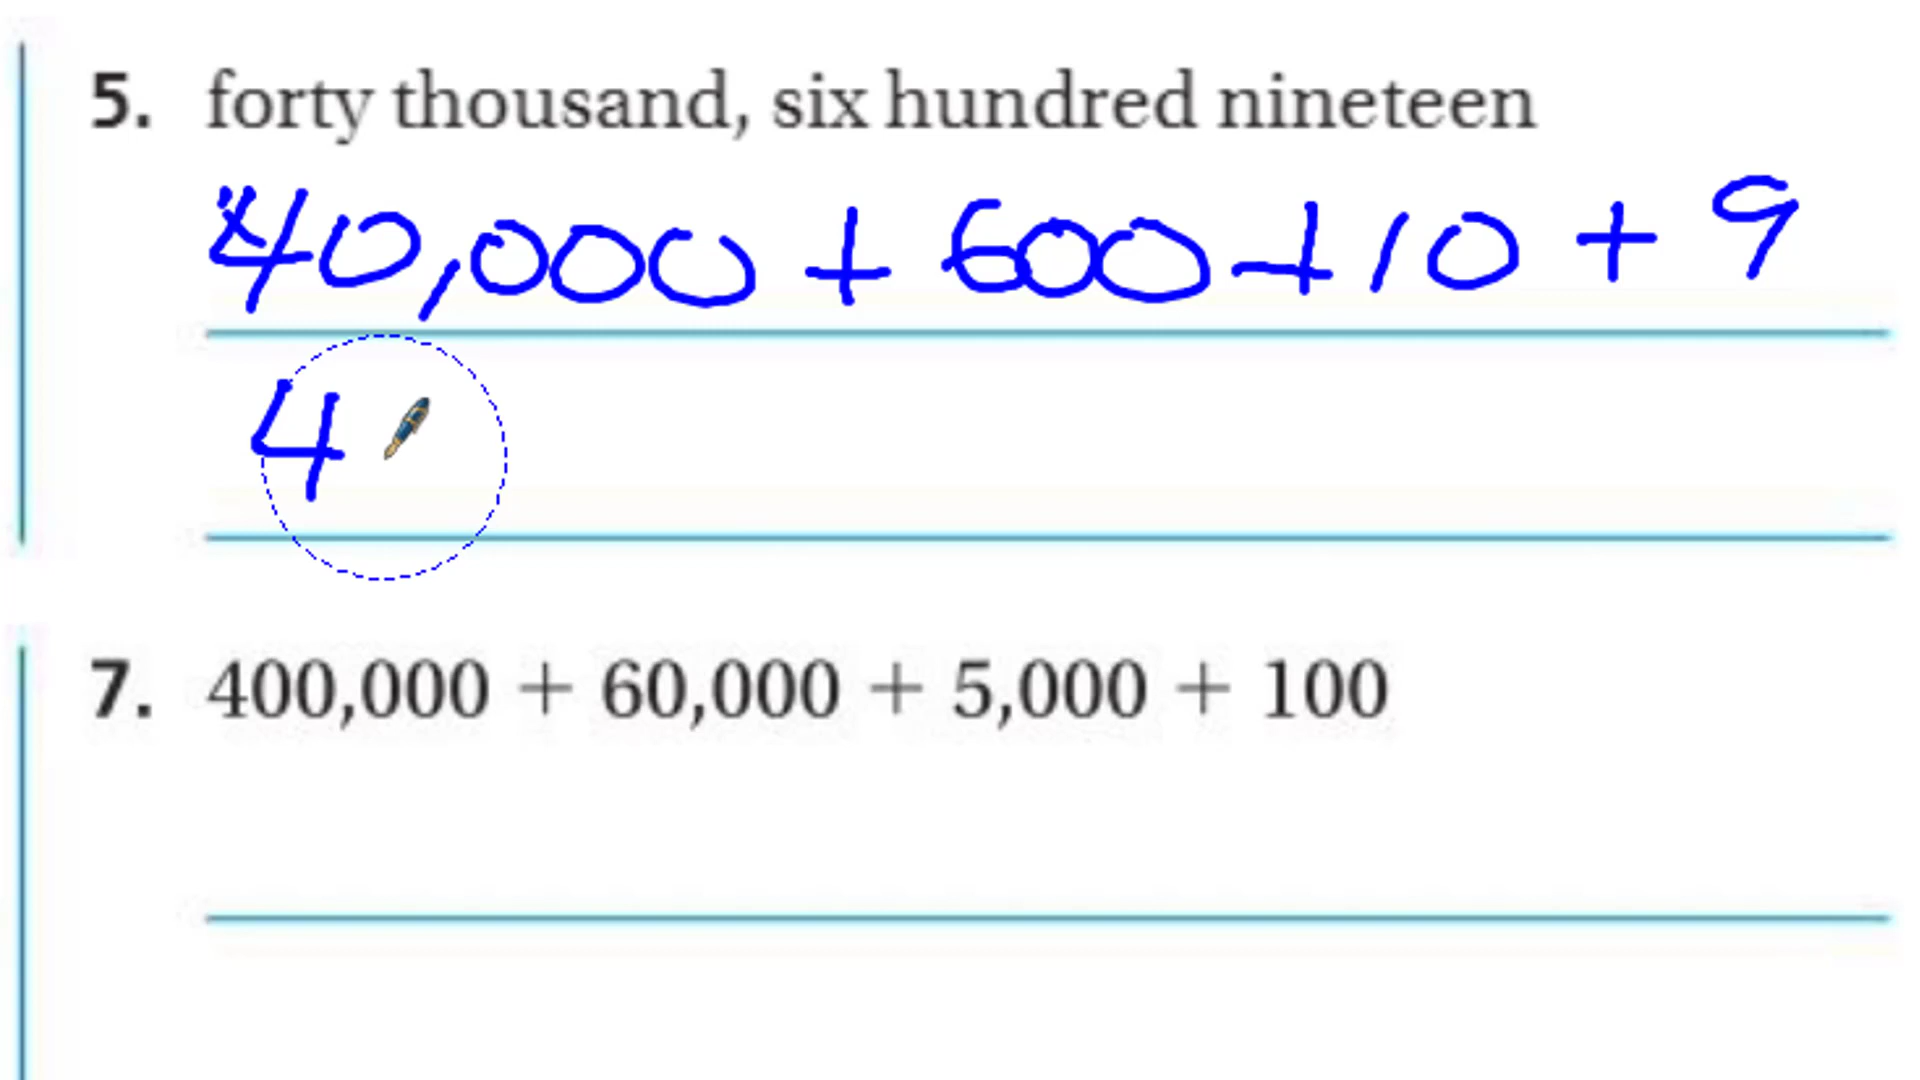 5. forty thousand, six hundred nineteen
40,000 + 600 + 10 + 9
4
7. 400,000 + 60,000 + 5,000 + 100